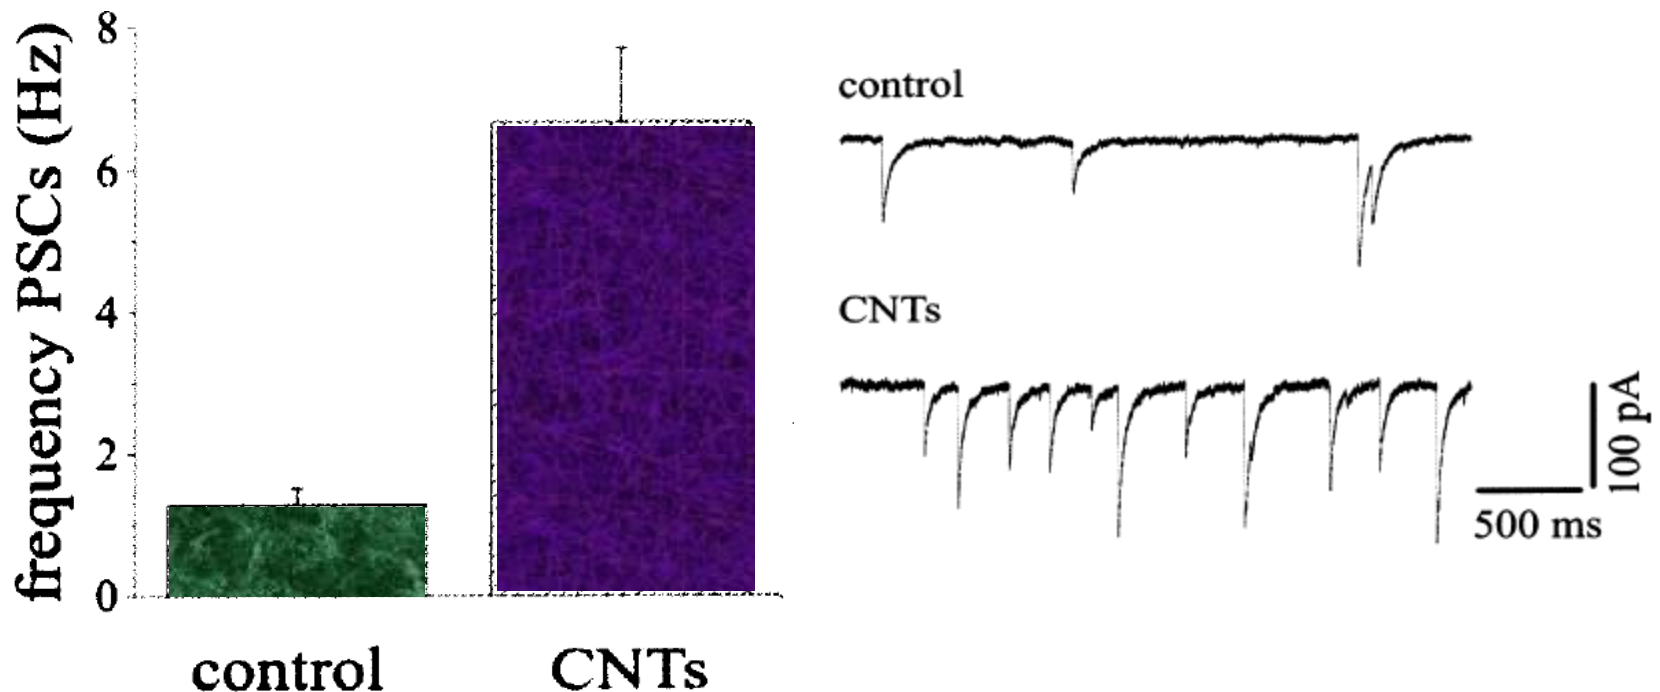 frequency PSCs (Hz)
8
6
4
2
0
control
CNTs
control
CNTs
100 pA
500 ms